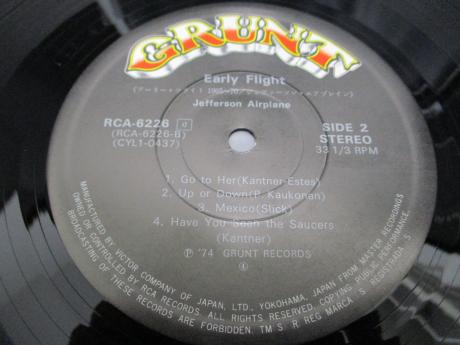 GRUNT
Early Flight
(アーリー・フライト 1965〜70/ジェファーソン・エアプレイン)
Jefferson Airplane
RCA-6226 d
(RCA-6226-B)
(CYL1-0437)
SIDE 2
STEREO
33 1/3 RPM
1. Go to Her(Kantner-Estes)
2. Up or Down(P. Kaukonan)
3. Mexico(Slick)
4. Have You Seen the Saucers
(Kantner)
Ⓟ '74 GRUNT RECORDS
MANUFACTURED BY VICTOR COMPANY OF JAPAN, LTD., YOKOHAMA, JAPAN FROM MASTER RECORDINGS
OWNED OR CONTROLLED BY RCA RECORDS. ALL RIGHTS RESERVED. COPYING, PUBLIC PERFORMANCE,
BROADCASTING OF THESE RECORDS ARE FORBIDDEN. TM S ® REG MARCA S REGISTRADA S